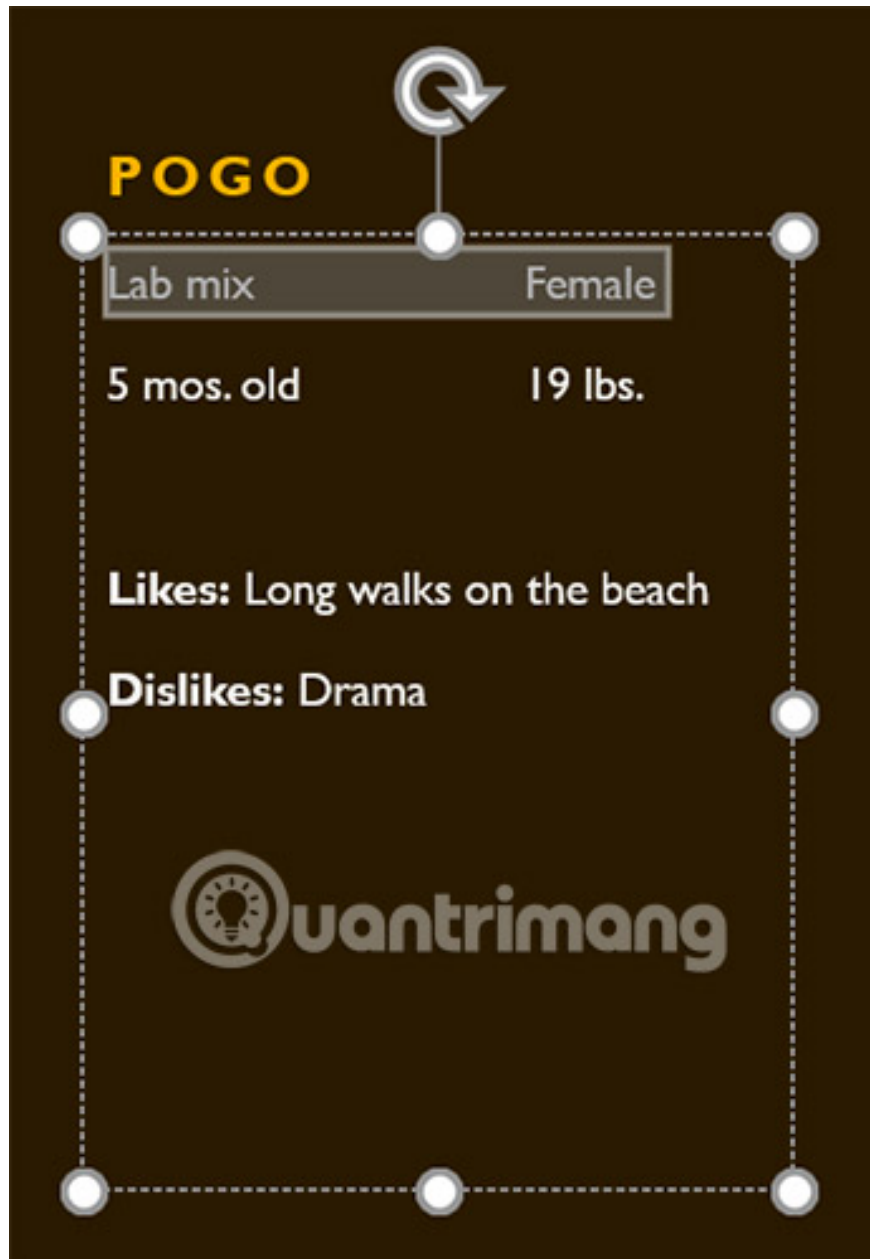 POGO
Lab mix Female
5 mos. old 19 lbs.
Likes: Long walks on the beach
Dislikes: Drama
Quantrimang